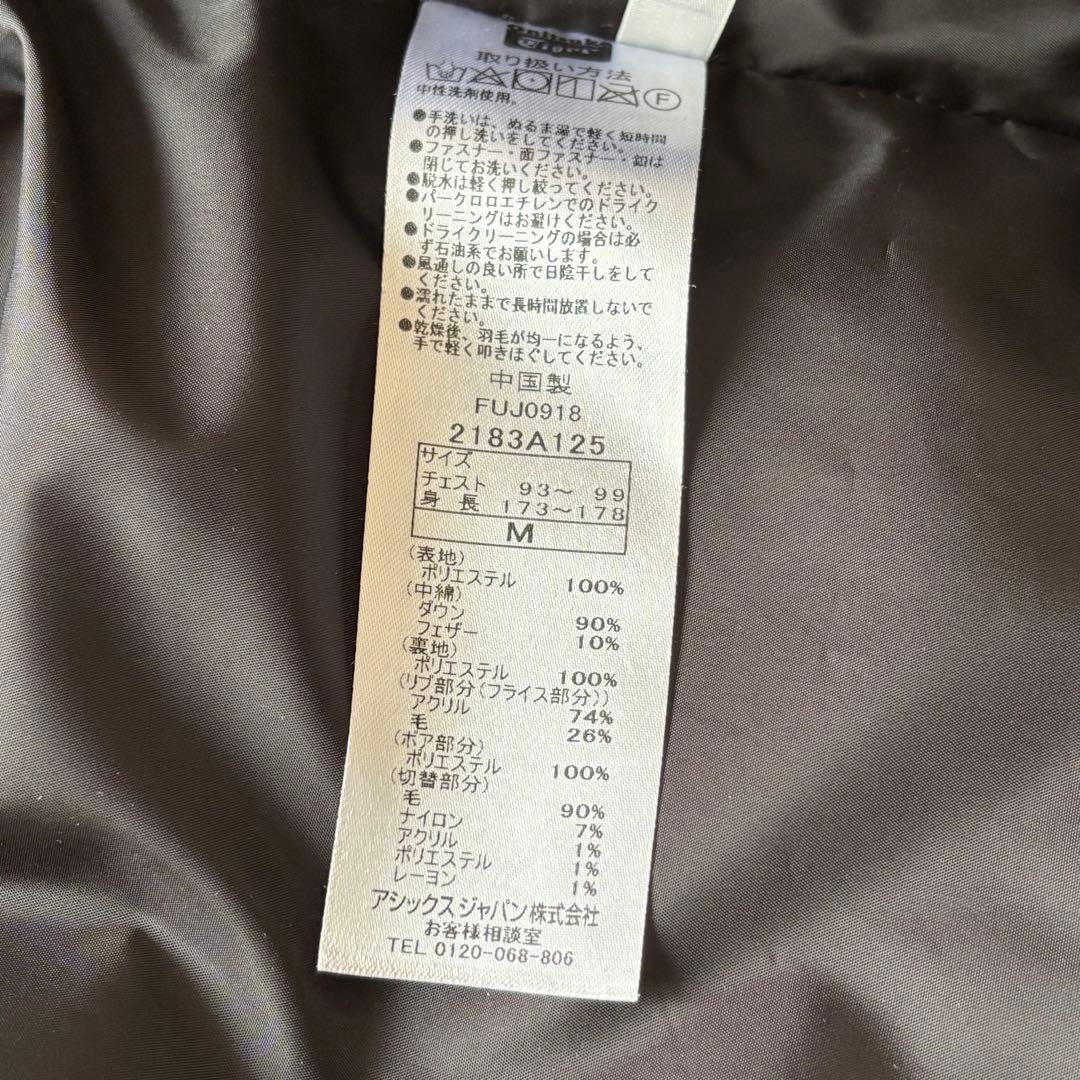 Onitsuka
Tiger
取り扱い方法
F
中性洗剤使用。
●手洗いは、ぬるま湯で軽く短時間
の押し洗いをしてください。
●ファスナー・面ファスナー・釦は
閉じてお洗いください。
●脱水は軽く押し絞ってください。
●パークロロエチレンでのドライク
リーニングはお避けください。
●ドライクリーニングの場合は必
ず石油系でお願いします。
●風通しの良い所で日陰干しをして
ください。
●濡れたままで長時間放置しないで
ください。
●乾燥後、羽毛が均一になるよう、
手で軽く叩きほぐしてください。
中国製
FUJ0918
2183A125
サイズ
チェスト 93～ 99
身 長 173～178
M
(表地)
ポリエステル 100%
(中綿)
ダウン 90%
フェザー 10%
(裏地)
ポリエステル 100%
(リブ部分(フライス部分))
アクリル 74%
毛 26%
(ボア部分)
ポリエステル 100%
(切替部分)
毛 90%
ナイロン 7%
アクリル 1%
ポリエステル 1%
レーヨン 1%
アシックスジャパン株式会社
お客様相談室
TEL 0120-068-806